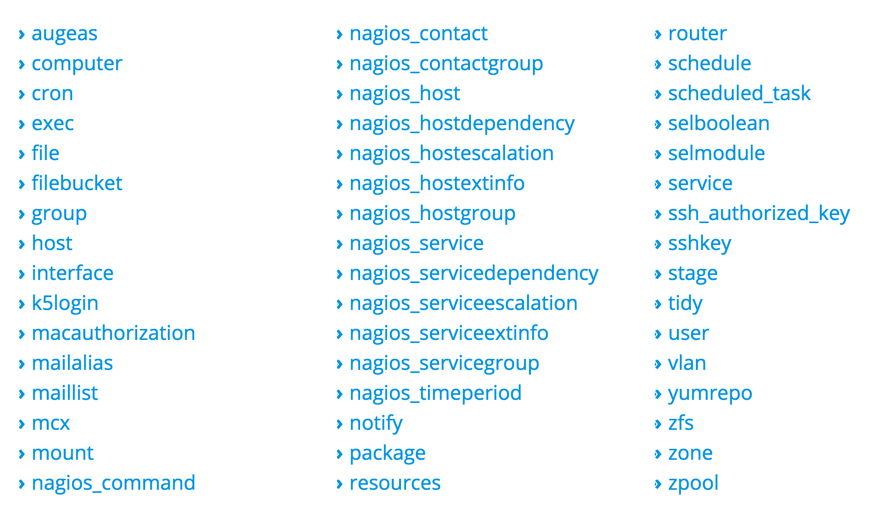 › augeas
› computer
› cron
› exec
› file
› filebucket
› group
› host
› interface
› k5login
› macauthorization
› mailalias
› maillist
› mcx
› mount
› nagios_command
› nagios_contact
› nagios_contactgroup
› nagios_host
› nagios_hostdependency
› nagios_hostescalation
› nagios_hostextinfo
› nagios_hostgroup
› nagios_service
› nagios_servicedependency
› nagios_serviceescalation
› nagios_serviceextinfo
› nagios_servicegroup
› nagios_timeperiod
› notify
› package
› resources
› router
› schedule
› scheduled_task
› selboolean
› selmodule
› service
› ssh_authorized_key
› sshkey
› stage
› tidy
› user
› vlan
› yumrepo
› zfs
› zone
› zpool